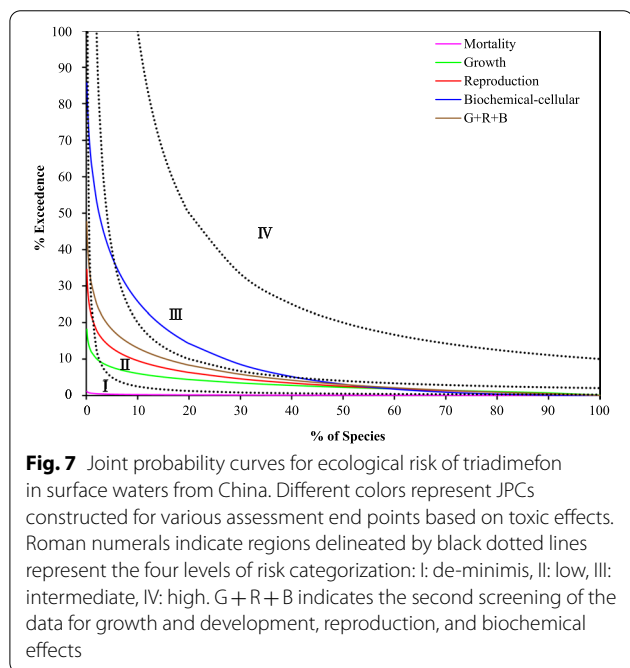 100
90
80
70
60
50
40
30
20
10
0
% Exceedence
Mortality
Growth
Reproduction
Biochemical-cellular
G+R+B
IV
III
II
I
0 10 20 30 40 50 60 70 80 90 100
% of Species
Fig. 7 Joint probability curves for ecological risk of triadimefon
in surface waters from China. Different colors represent JPCs
constructed for various assessment end points based on toxic effects.
Roman numerals indicate regions delineated by black dotted lines
represent the four levels of risk categorization: I: de-minimis, II: low, III:
intermediate, IV: high. G + R + B indicates the second screening of the
data for growth and development, reproduction, and biochemical
effects